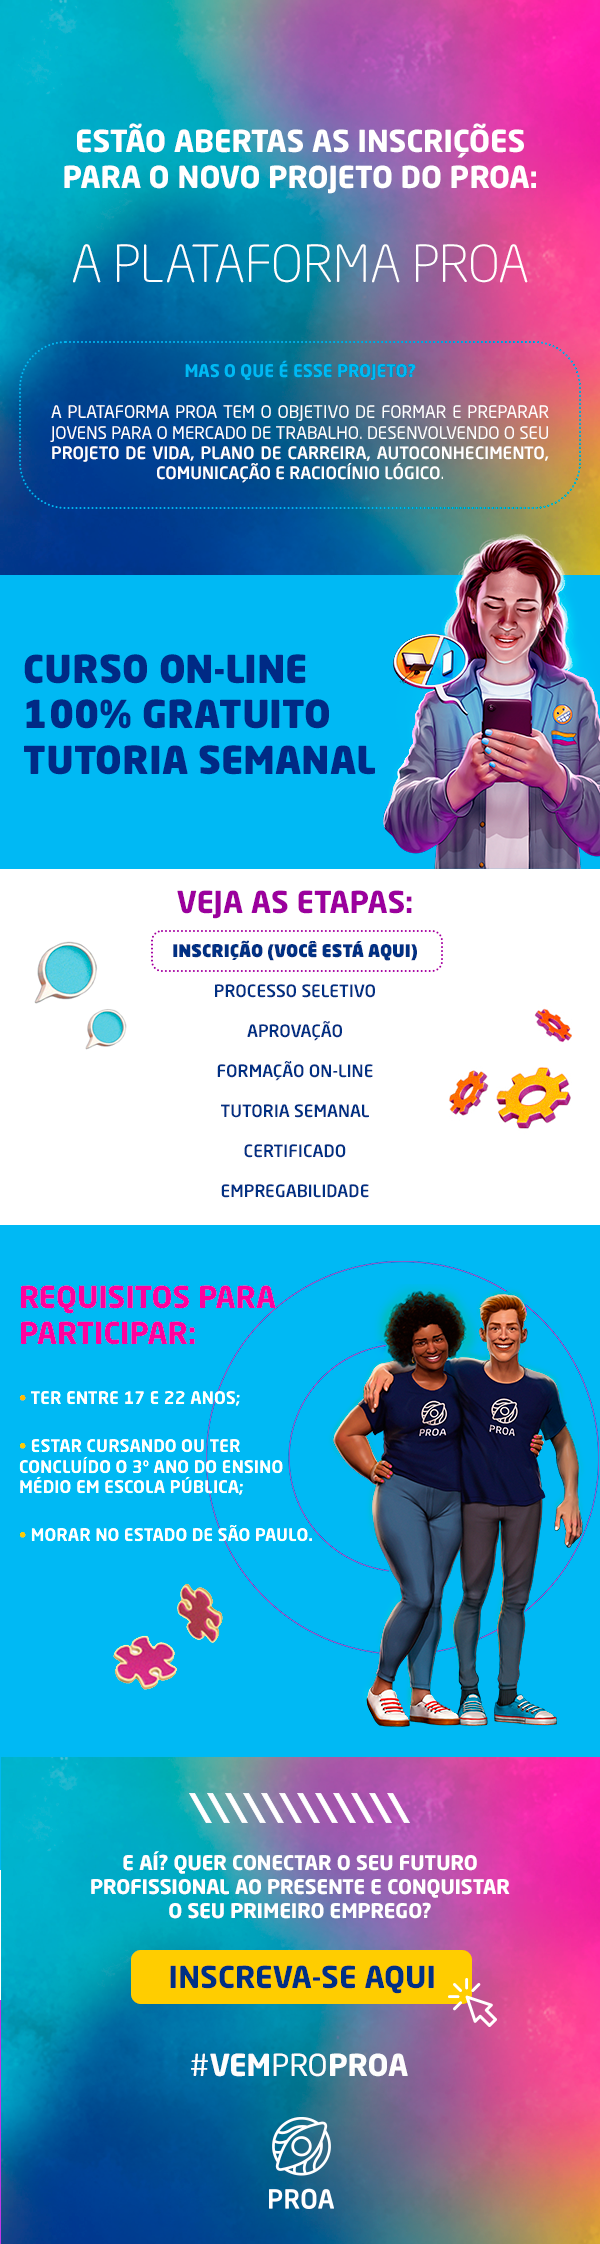 ESTÃO ABERTAS AS INSCRIÇÕES
PARA O NOVO PROJETO DO PROA:
A PLATAFORMA PROA
MAS O QUE É ESSE PROJETO?
A PLATAFORMA PROA TEM O OBJETIVO DE FORMAR E PREPARAR
JOVENS PARA O MERCADO DE TRABALHO. DESENVOLVENDO O SEU
PROJETO DE VIDA, PLANO DE CARREIRA, AUTOCONHECIMENTO,
COMUNICAÇÃO E RACIOCÍNIO LÓGICO.
CURSO ON-LINE
100% GRATUITO
TUTORIA SEMANAL
VEJA AS ETAPAS:
INSCRIÇÃO (VOCÊ ESTÁ AQUI)
PROCESSO SELETIVO
APROVAÇÃO
FORMAÇÃO ON-LINE
TUTORIA SEMANAL
CERTIFICADO
EMPREGABILIDADE
REQUISITOS PARA
PARTICIPAR:
• TER ENTRE 17 E 22 ANOS;
• ESTAR CURSANDO OU TER
CONCLUÍDO O 3º ANO DO ENSINO
MÉDIO EM ESCOLA PÚBLICA;
• MORAR NO ESTADO DE SÃO PAULO.
PROA
PROA
E AÍ? QUER CONECTAR O SEU FUTURO
PROFISSIONAL AO PRESENTE E CONQUISTAR
O SEU PRIMEIRO EMPREGO?
INSCREVA-SE AQUI
#VEMPROPROA
PROA